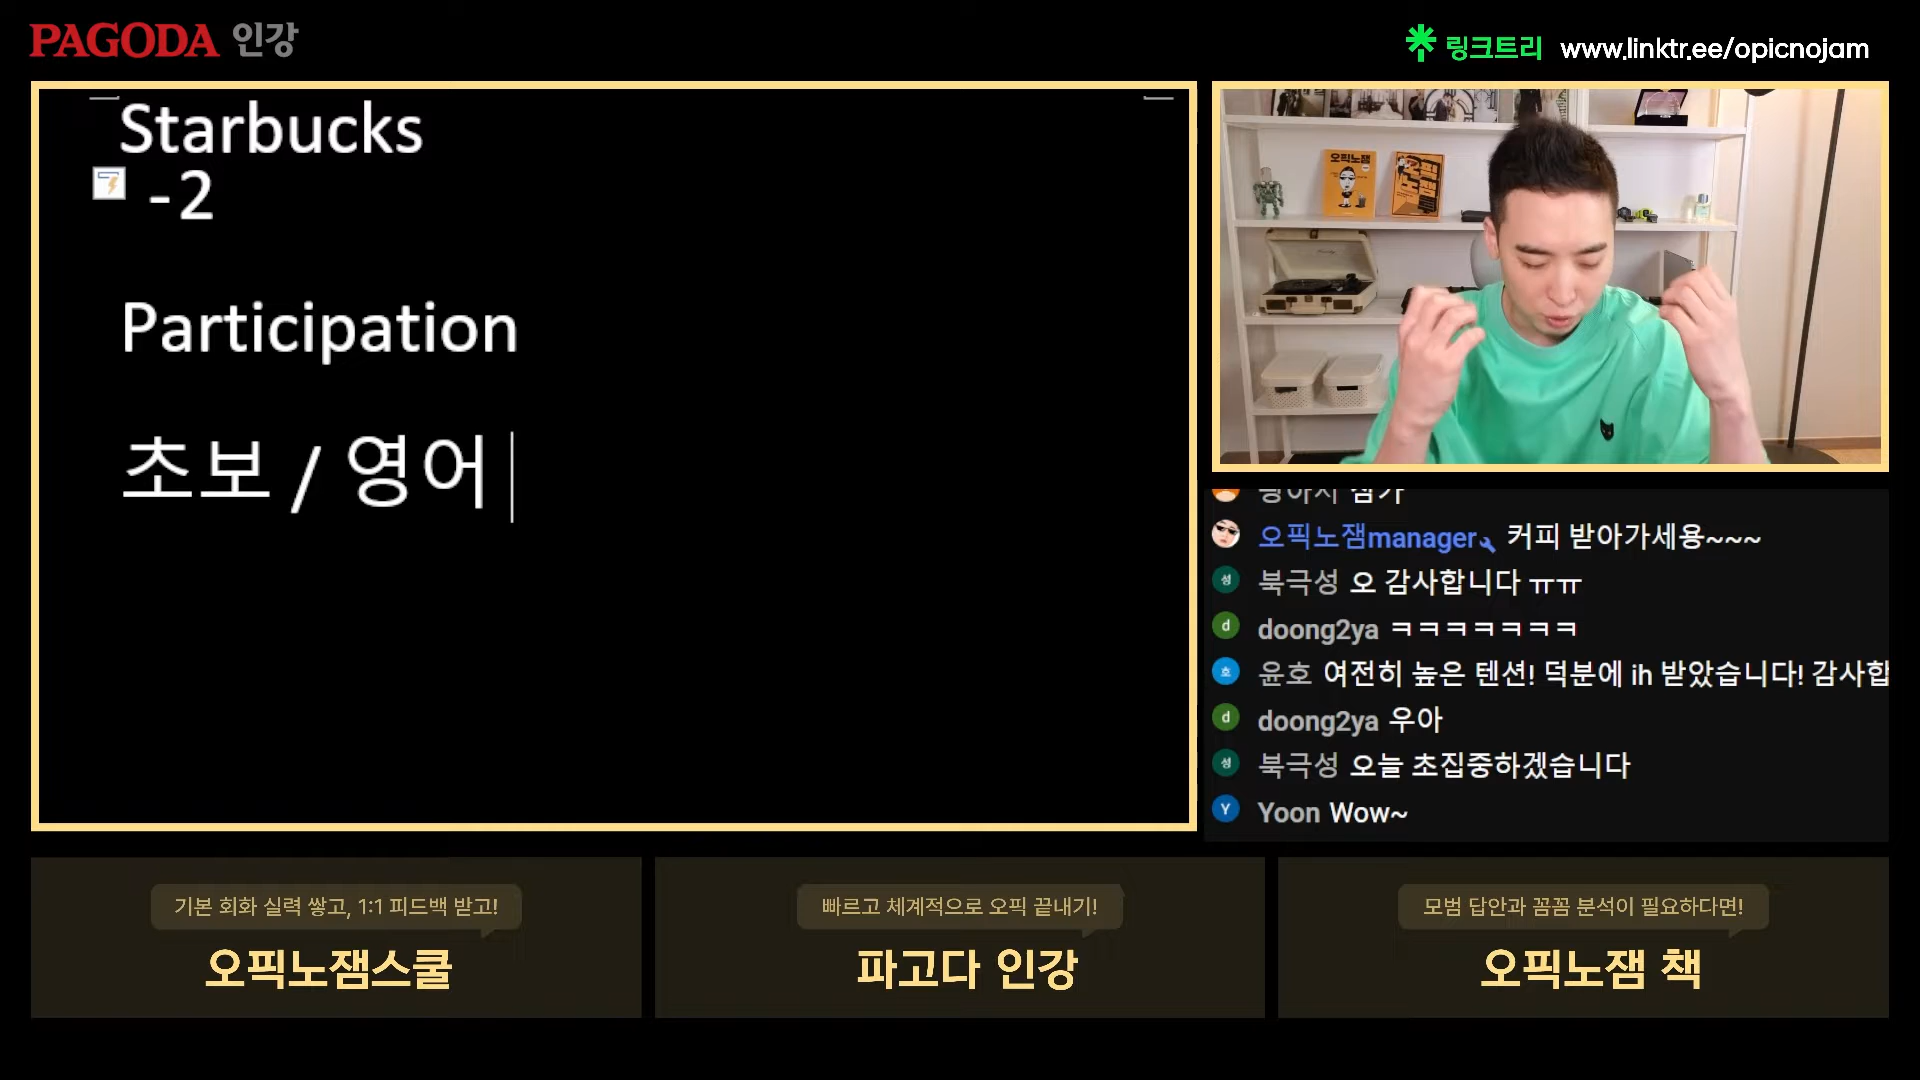 PAGODA 인강
링크트리 www.linktr.ee/opicnojam
Starbucks
-2
Participation
초보 / 영어
오픽노잼
오픽노잼manager 커피 받아가세용~~~
성 북극성 오 감사합니다 ㅠㅠ
d doong2ya ㅋㅋㅋㅋㅋㅋㅋ
호 윤호 여전히 높은 텐션! 덕분에 ih 받았습니다! 감사합
d doong2ya 우아
성 북극성 오늘 초집중하겠습니다
Y Yoon Wow~
기본 회화 실력 쌓고, 1:1 피드백 받고!
오픽노잼스쿨
빠르고 체계적으로 오픽 끝내기!
파고다 인강
모범 답안과 꼼꼼 분석이 필요하다면!
오픽노잼 책